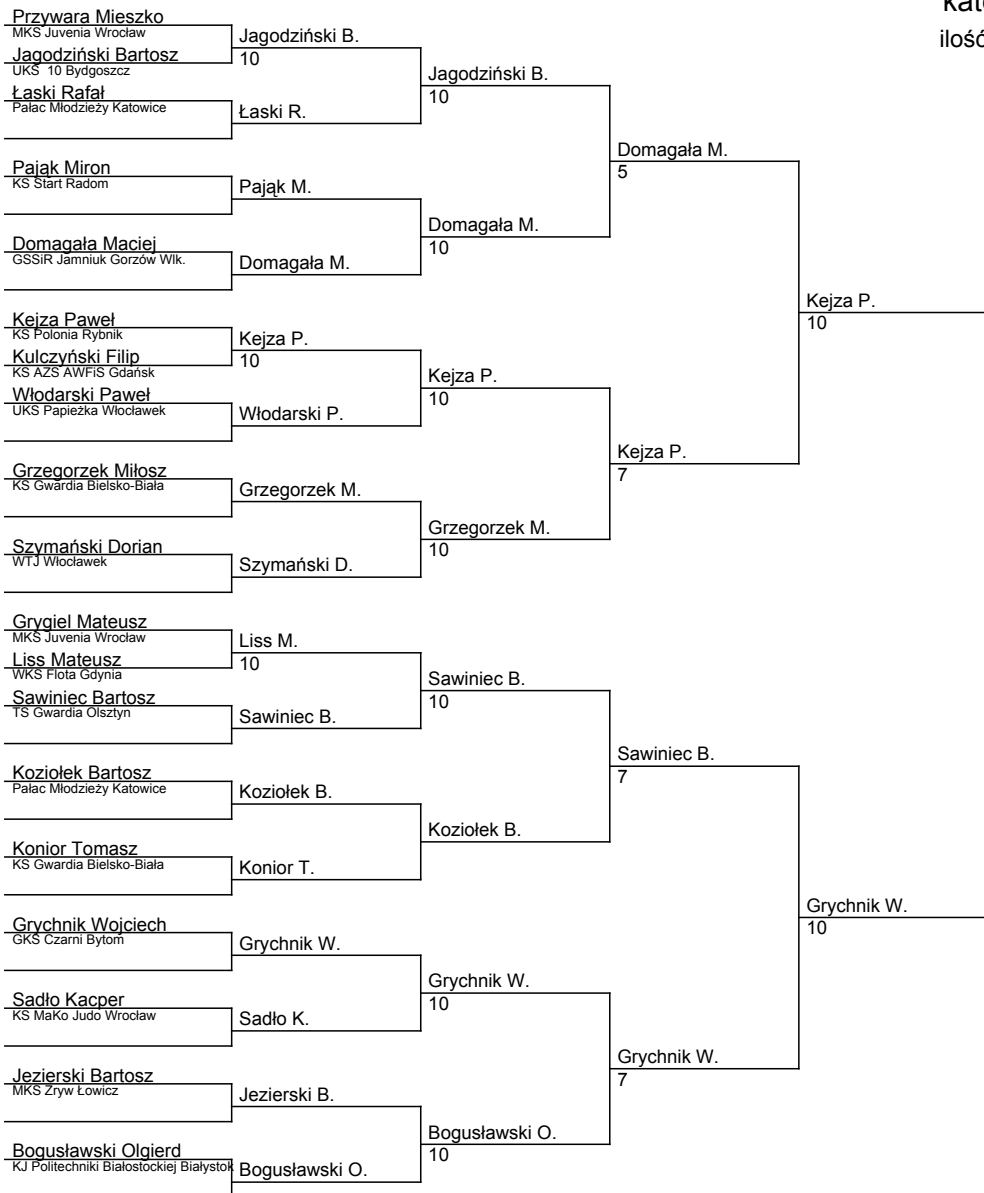 kat
ilość
Przywara Mieszko
MKS Juvenia Wrocław
Jagodziński Bartosz
UKS 10 Bydgoszcz
Łaski Rafał
Pałac Młodzieży Katowice
Pająk Miron
KS Start Radom
Domagała Maciej
GSSiR Jamniuk Gorzów Wlk.
Kejza Paweł
KS Polonia Rybnik
Kulczyński Filip
KS AZS AWFiS Gdańsk
Włodarski Paweł
UKS Papieżka Włocławek
Grzegorzek Miłosz
KS Gwardia Bielsko-Biała
Szymański Dorian
WTJ Włocławek
Grygiel Mateusz
MKS Juvenia Wrocław
Liss Mateusz
WKS Flota Gdynia
Sawiniec Bartosz
TS Gwardia Olsztyn
Koziołek Bartosz
Pałac Młodzieży Katowice
Konior Tomasz
KS Gwardia Bielsko-Biała
Grychnik Wojciech
GKS Czarni Bytom
Sadło Kacper
KS MaKo Judo Wrocław
Jezierski Bartosz
MKS Zryw Łowicz
Bogusławski Olgierd
KJ Politechniki Białostockiej Białystok
Jagodziński B.
10
Łaski R.
Pająk M.
Domagała M.
Kejza P.
10
Włodarski P.
Grzegorzek M.
Szymański D.
Liss M.
10
Sawiniec B.
Koziołek B.
Konior T.
Grychnik W.
Sadło K.
Jezierski B.
Bogusławski O.
Jagodziński B.
10
Domagała M.
10
Kejza P.
10
Grzegorzek M.
10
Sawiniec B.
10
Koziołek B.
Grychnik W.
10
Bogusławski O.
10
Domagała M.
5
Kejza P.
7
Sawiniec B.
7
Grychnik W.
7
Kejza P.
10
Grychnik W.
10